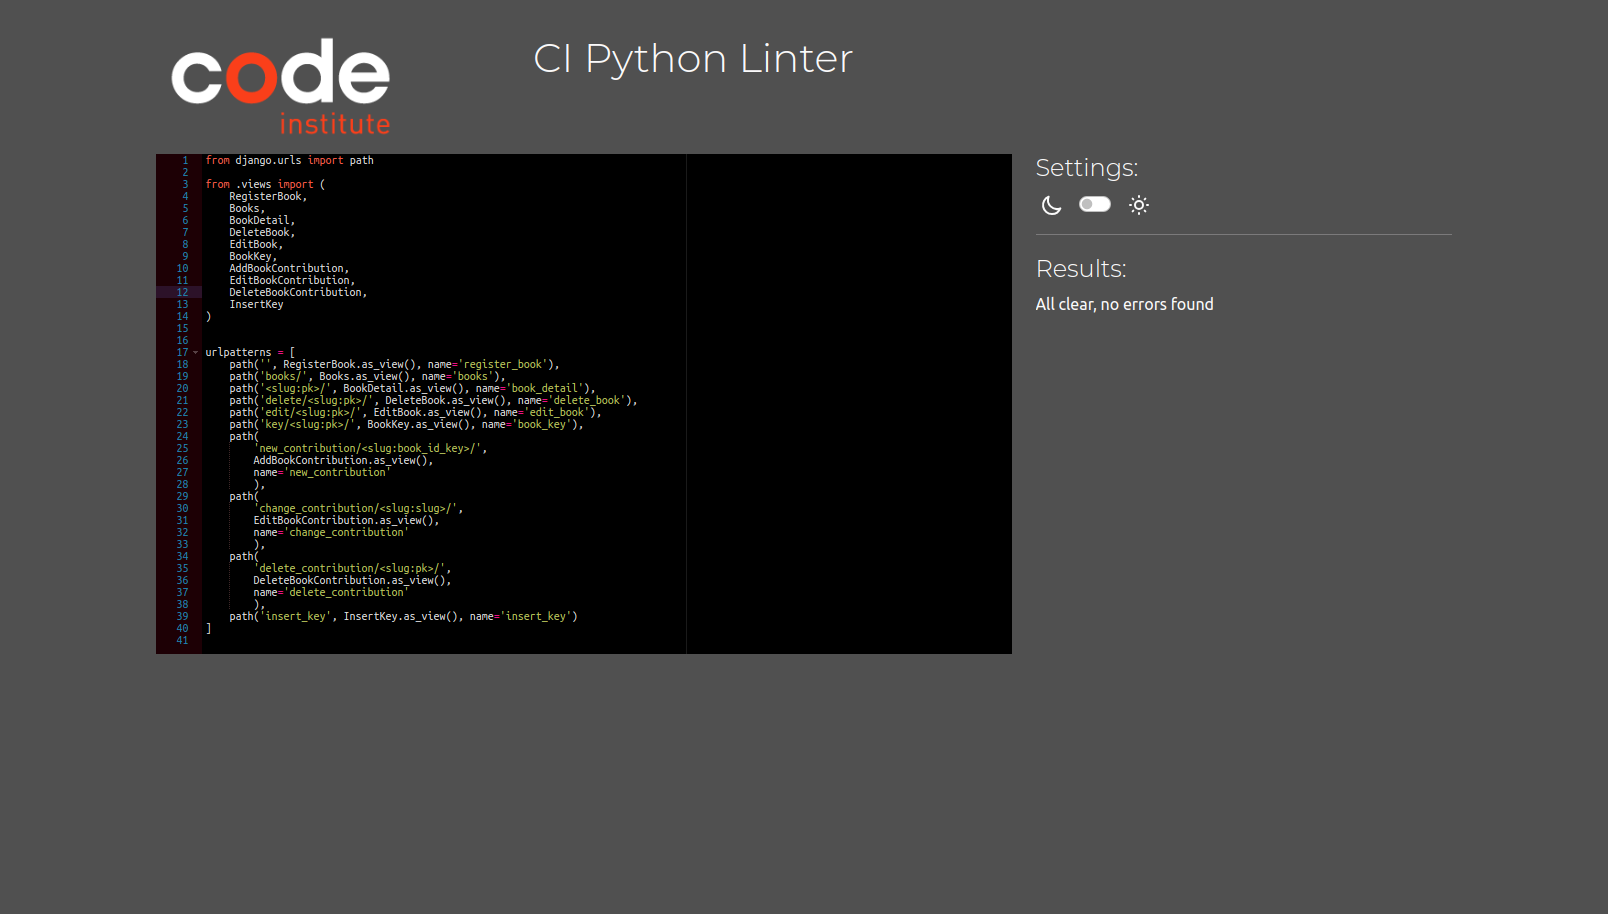 code
institute
CI Python Linter
1 from django.urls import path
2
3 from .views import (
4     RegisterBook,
5     Books,
6     BookDetail,
7     DeleteBook,
8     EditBook,
9     BookKey,
10     AddBookContribution,
11     EditBookContribution,
12     DeleteBookContribution,
13     InsertKey
14 )
15
16
17 urlpatterns = [
18     path('', RegisterBook.as_view(), name='register_book'),
19     path('books/', Books.as_view(), name='books'),
20     path('<slug:pk>/', BookDetail.as_view(), name='book_detail'),
21     path('delete/<slug:pk>/', DeleteBook.as_view(), name='delete_book'),
22     path('edit/<slug:pk>/', EditBook.as_view(), name='edit_book'),
23     path('key/<slug:pk>/', BookKey.as_view(), name='book_key'),
24     path(
25         'new_contribution/<slug:book_id_key>/',
26         AddBookContribution.as_view(),
27         name='new_contribution'
28         ),
29     path(
30         'change_contribution/<slug:slug>/',
31         EditBookContribution.as_view(),
32         name='change_contribution'
33         ),
34     path(
35         'delete_contribution/<slug:pk>/',
36         DeleteBookContribution.as_view(),
37         name='delete_contribution'
38         ),
39     path('insert_key', InsertKey.as_view(), name='insert_key')
40 ]
41
Settings:
Results:
All clear, no errors found